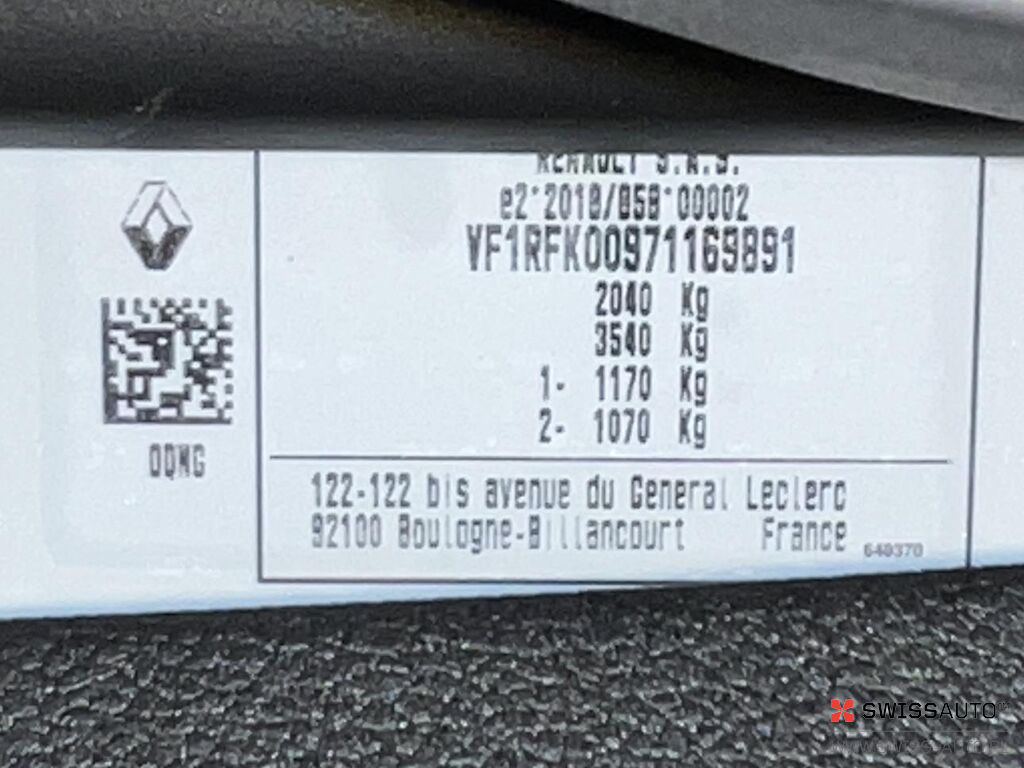 RENAULT S.A.S.
e2*2018/858*00002
VF1RFK00971169891
2040 Kg
3540 Kg
1- 1170 Kg
2- 1070 Kg
0QWG
122-122 bis avenue du General Leclerc
92100 Boulogne-Billancourt France
640370
SWISSAUTO